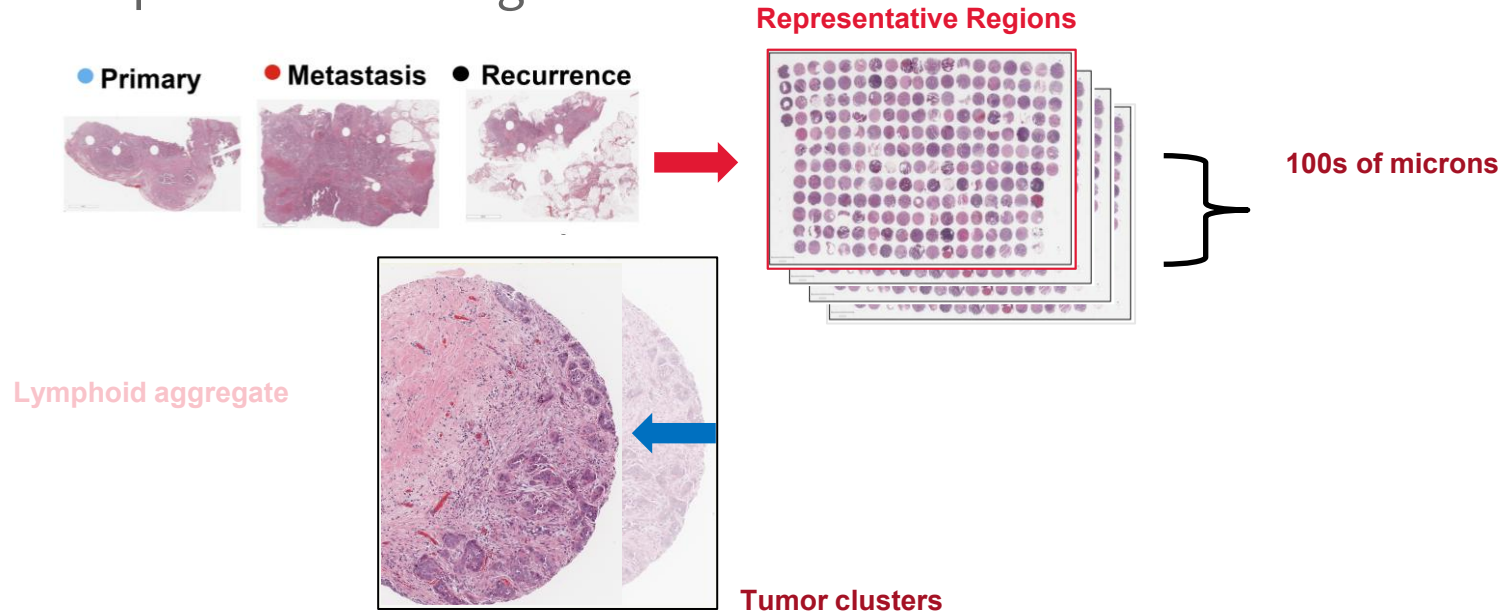 Representative Regions
Primary
Metastasis
Recurrence
100s of microns
Lymphoid aggregate
Tumor clusters